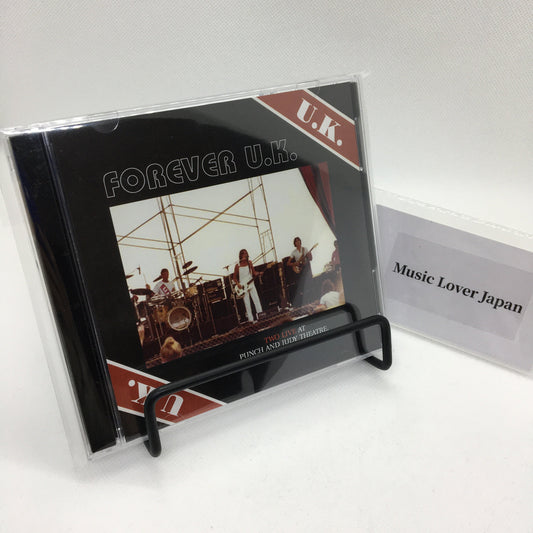 U.K.
FOREVER U.K.
TWO LIVE AT
PUNCH AND JUDY THEATRE
U.K.
Music Lover Japan